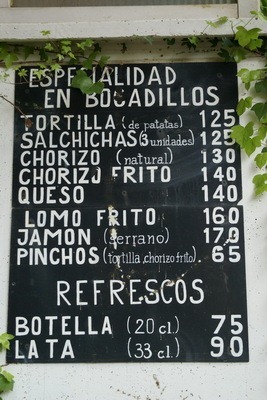 ESPECIALIDAD
EN BOCADILLOS
TORTILLA (de patatas) 125
SALCHICHAS (3 unidades) 125
CHORIZO (natural) 130
CHORIZO FRITO 140
QUESO 140
LOMO FRITO 160
JAMON (serrano) 170
PINCHOS (tortilla, chorizo frito) 65
REFRESCOS
BOTELLA (20 cl.) 75
LATA (33 cl.) 90